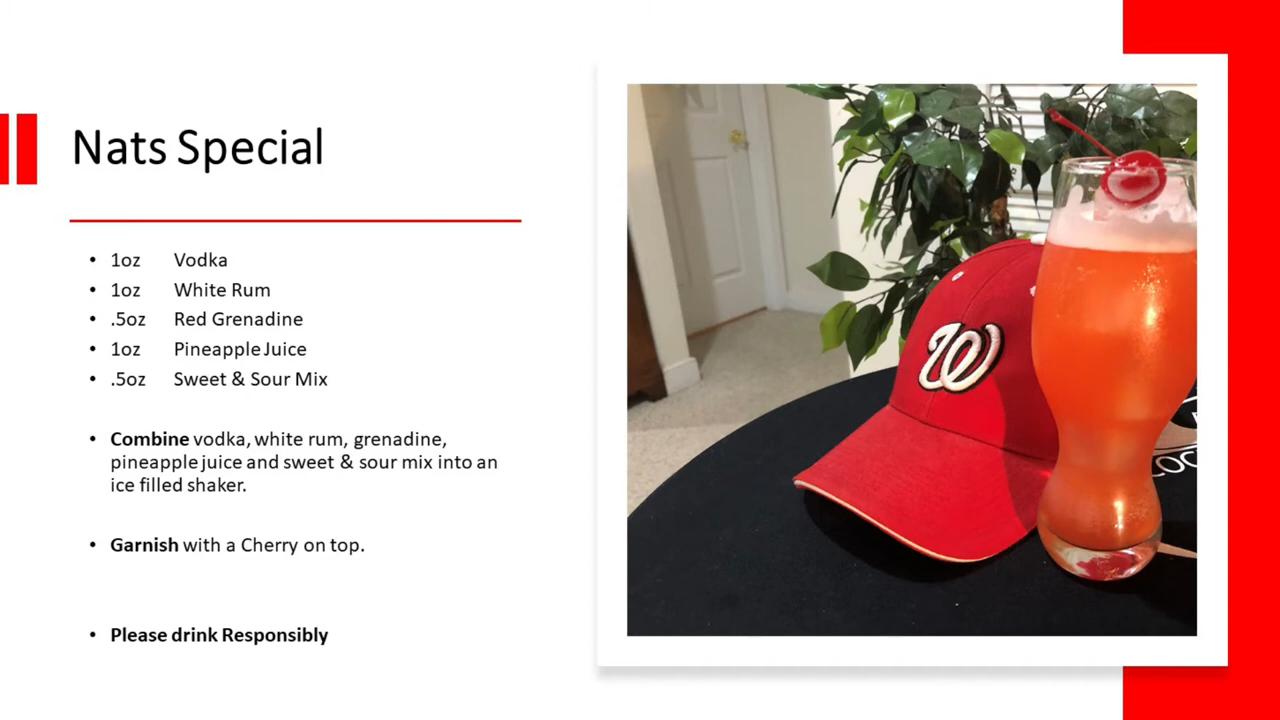 Nats Special
• 1oz Vodka
• 1oz White Rum
• .5oz Red Grenadine
• 1oz Pineapple Juice
• .5oz Sweet & Sour Mix
• Combine vodka, white rum, grenadine,
pineapple juice and sweet & sour mix into an
ice filled shaker.
• Garnish with a Cherry on top.
• Please drink Responsibly
W